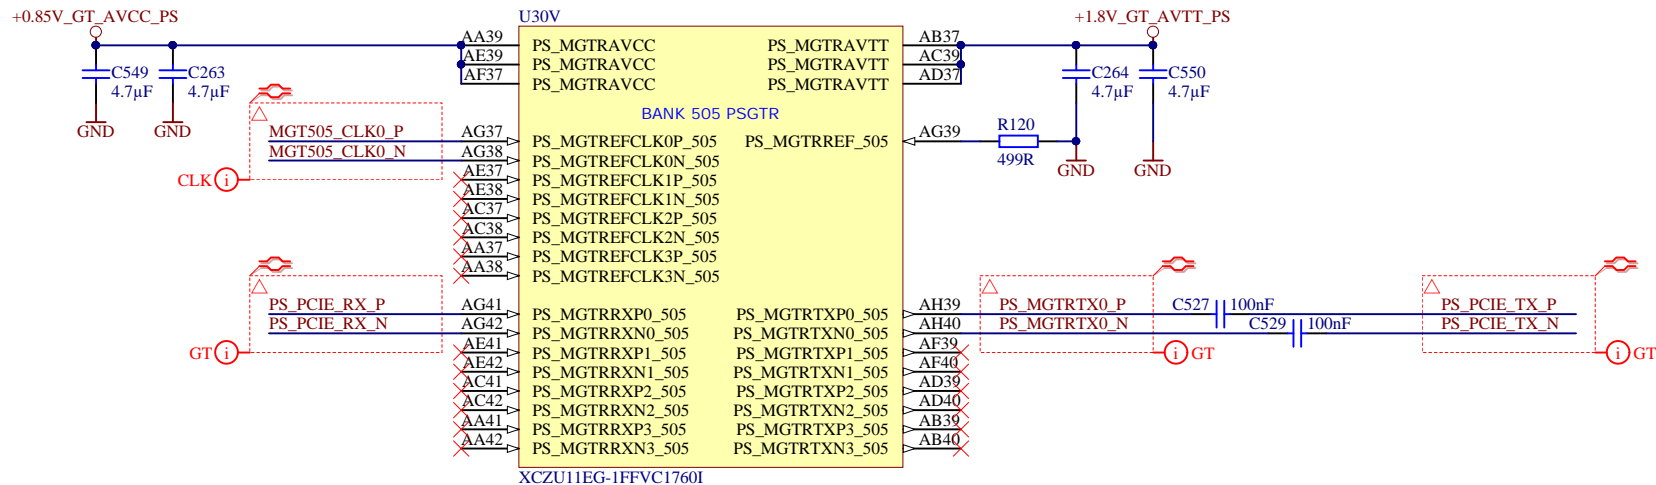 +0.85V_GT_AVCC_PS U30V +1.8V_GT_AVTT_PS
AA39 PS_MGTRAVCC PS_MGTRAVTT AB37
AE39 PS_MGTRAVCC PS_MGTRAVTT AC39
AF37 PS_MGTRAVCC PS_MGTRAVTT AD37
C549 C263 C264 C550
4.7µF 4.7µF 4.7µF 4.7µF
BANK 505 PSGTR
GND GND
MGT505_CLK0_P AG37 PS_MGTREFCLK0P_505 PS_MGTRREF_505 AG39 R120
MGT505_CLK0_N AG38 PS_MGTREFCLK0N_505 499R
GND GND
CLK i AE37 PS_MGTREFCLK1P_505
AE38 PS_MGTREFCLK1N_505
AC37 PS_MGTREFCLK2P_505
AC38 PS_MGTREFCLK2N_505
AA37 PS_MGTREFCLK3P_505
AA38 PS_MGTREFCLK3N_505
PS_PCIE_RX_P AG41 PS_MGTRRXP0_505 PS_MGTRTXP0_505 AH39 PS_MGTRTX0_P C527 100nF PS_PCIE_TX_P
PS_PCIE_RX_N AG42 PS_MGTRRXN0_505 PS_MGTRTXN0_505 AH40 PS_MGTRTX0_N C529 100nF PS_PCIE_TX_N
GT i AE41 PS_MGTRRXP1_505 PS_MGTRTXP1_505 AF39 i GT i GT
AE42 PS_MGTRRXN1_505 PS_MGTRTXN1_505 AF40
AC41 PS_MGTRRXP2_505 PS_MGTRTXP2_505 AD39
AC42 PS_MGTRRXN2_505 PS_MGTRTXN2_505 AD40
AA41 PS_MGTRRXP3_505 PS_MGTRTXP3_505 AB39
AA42 PS_MGTRRXN3_505 PS_MGTRTXN3_505 AB40
XCZU11EG-1FFVC1760I